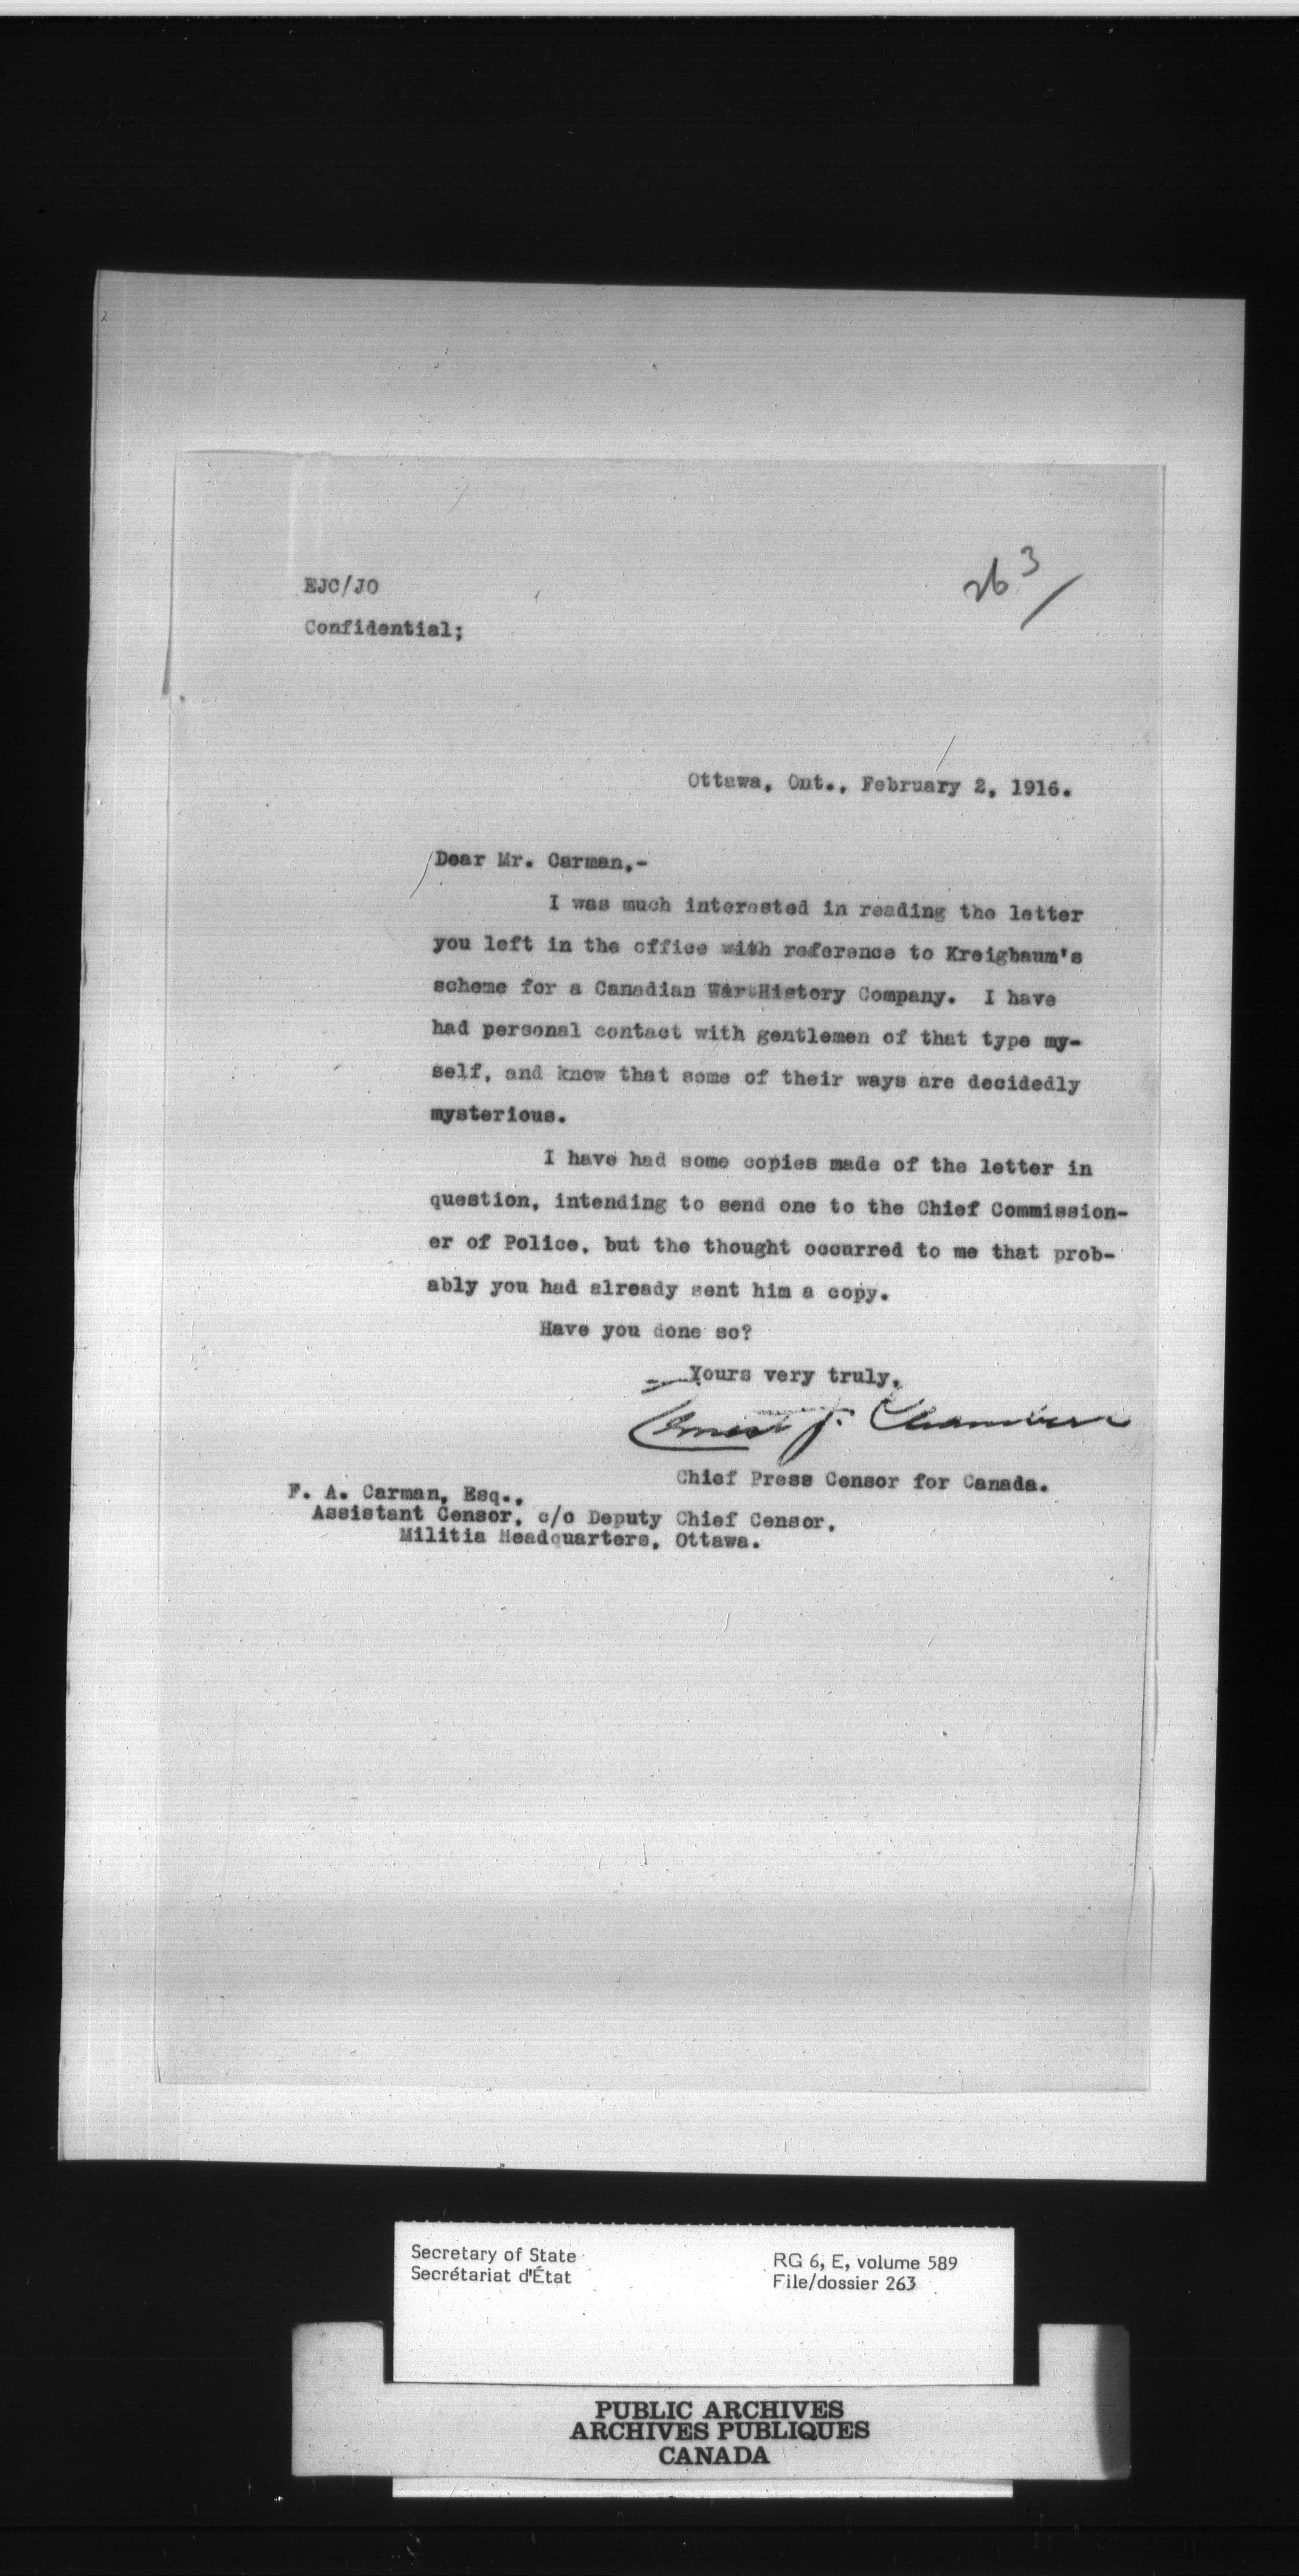 263
EJC/JO
Confidential;
Ottawa, Ont., February 2, 1916.
Dear Mr. Carman,-
I was much interested in reading the letter
you left in the office with reference to Kreigbaum's
scheme for a Canadian War History Company. I have
had personal contact with gentlemen of that type my-
self, and know that some of their ways are decidedly
mysterious.
I have had some copies made of the letter in
question, intending to send one to the Chief Commission-
er of Police, but the thought occurred to me that prob-
ably you had already sent him a copy.
Have you done so?
Yours very truly,
Ernest J. Chambers
Chief Press Censor for Canada.
F. A. Carman, Esq.,
Assistant Censor, c/o Deputy Chief Censor,
Militia Headquarters, Ottawa.
Secretary of State
Secrétariat d'État
RG 6, E, volume 589
File/dossier 263
PUBLIC ARCHIVES
ARCHIVES PUBLIQUES
CANADA